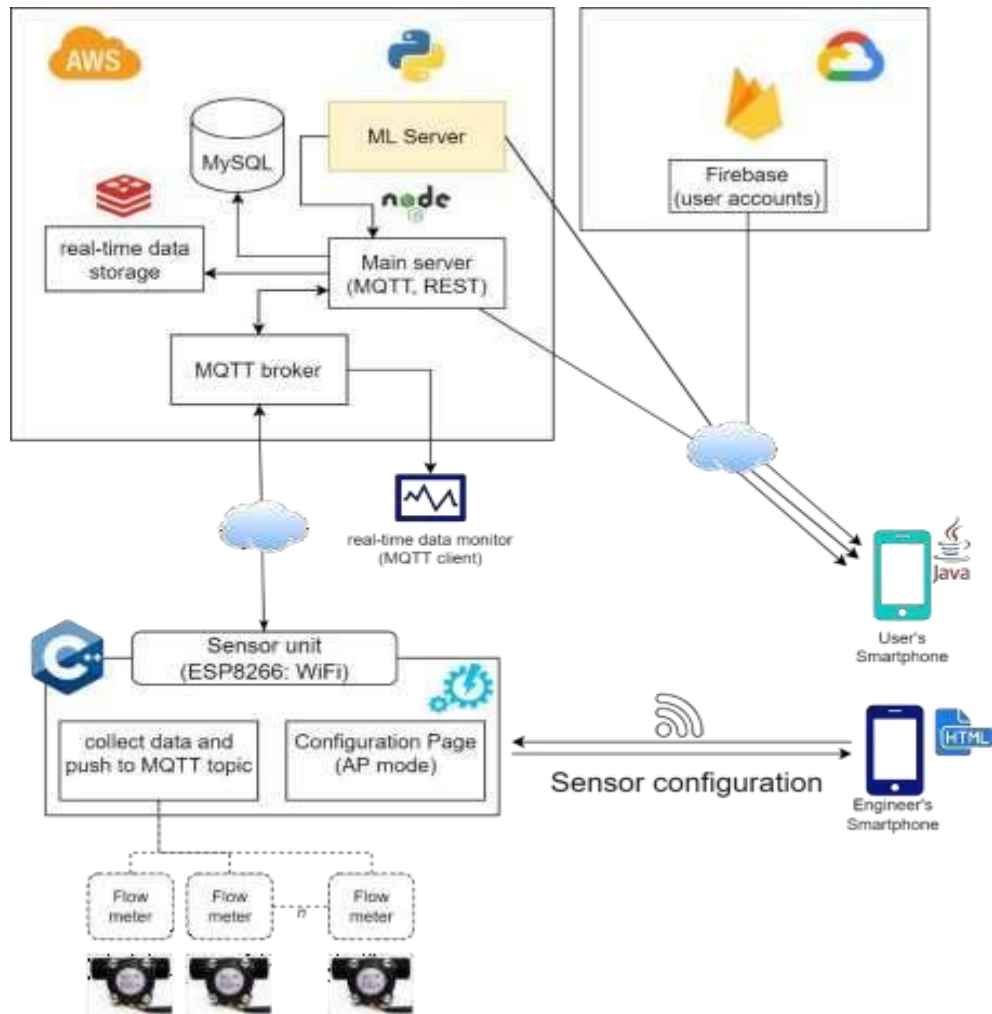 AWS
MySQL
ML Server
node
real-time data
storage
Main server
(MQTT, REST)
MQTT broker
Firebase
(user accounts)
real-time data monitor
(MQTT client)
Java
User's
Smartphone
C++
Sensor unit
(ESP8266: WiFi)
collect data and
push to MQTT topic
Configuration Page
(AP mode)
Sensor configuration
HTML
Engineer's
Smartphone
Flow
meter
Flow
meter
n
Flow
meter